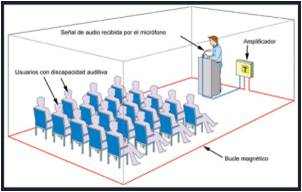 Señal de audio recibida por el micrófono
Amplificador
Usuarios con discapacidad auditiva
Bucle magnético